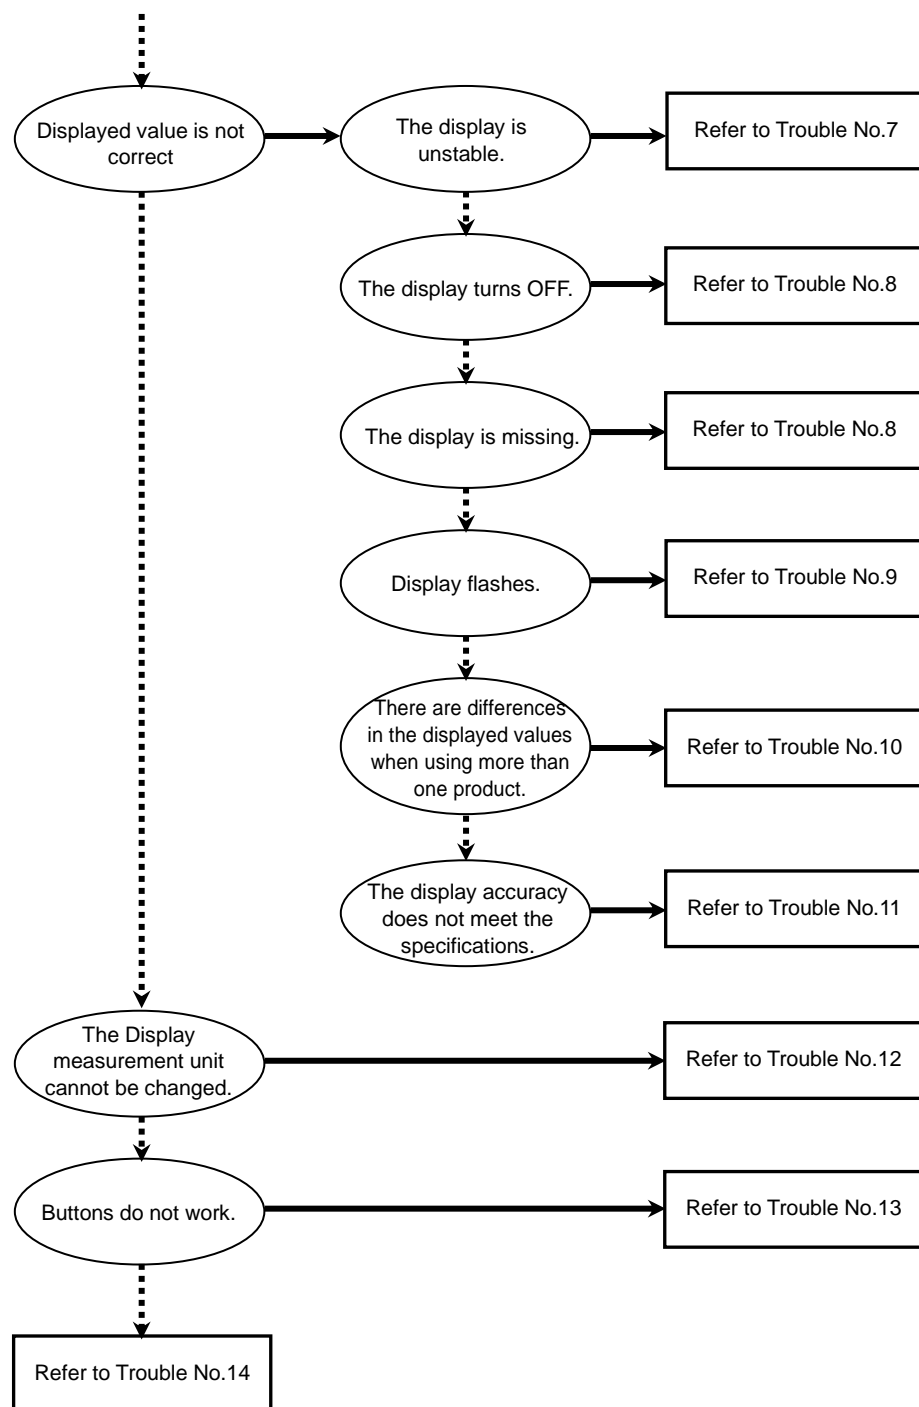 Displayed value is not
correct
The display is
unstable.
Refer to Trouble No.7
The display turns OFF.
Refer to Trouble No.8
The display is missing.
Refer to Trouble No.8
Display flashes.
Refer to Trouble No.9
There are differences
in the displayed values
when using more than
one product.
Refer to Trouble No.10
The display accuracy
does not meet the
specifications.
Refer to Trouble No.11
The Display
measurement unit
cannot be changed.
Refer to Trouble No.12
Buttons do not work.
Refer to Trouble No.13
Refer to Trouble No.14